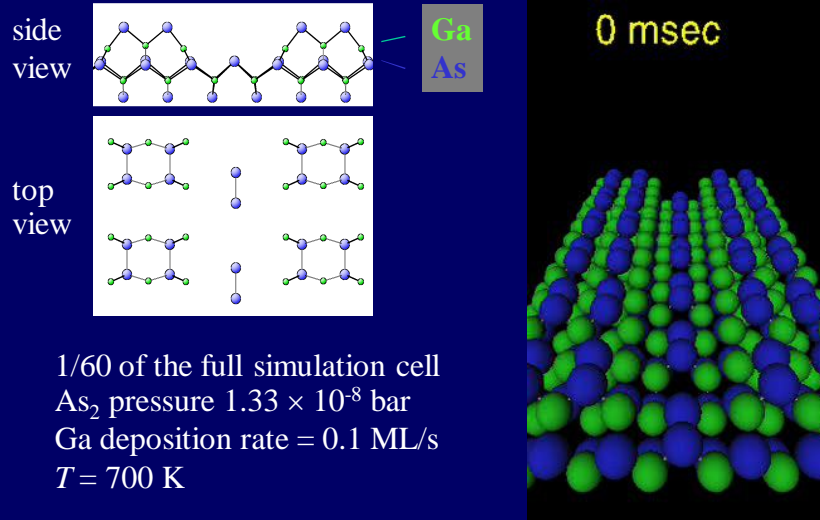 side
view
Ga
As
top
view
1/60 of the full simulation cell
As₂ pressure 1.33 × 10⁻⁸ bar
Ga deposition rate = 0.1 ML/s
T = 700 K
0 msec